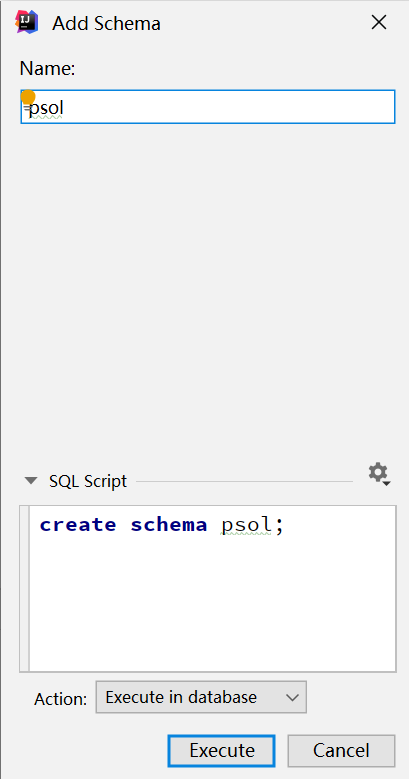 Add Schema
Name:
psol
SQL Script
create schema psol;
Action: Execute in database
Execute Cancel